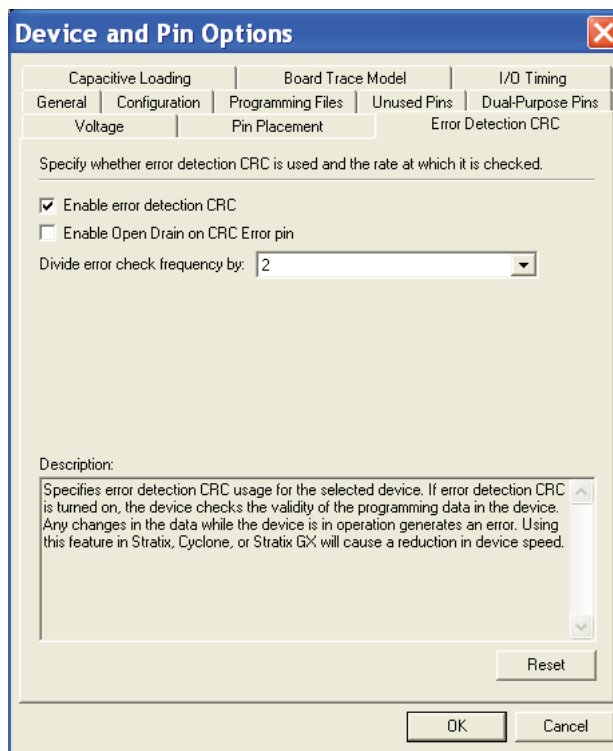 Device and Pin Options
Capacitive Loading Board Trace Model I/O Timing
General Configuration Programming Files Unused Pins Dual-Purpose Pins
Voltage Pin Placement Error Detection CRC
Specify whether error detection CRC is used and the rate at which it is checked.
Enable error detection CRC
Enable Open Drain on CRC Error pin
Divide error check frequency by: 2
Description:
Specifies error detection CRC usage for the selected device. If error detection CRC
is turned on, the device checks the validity of the programming data in the device.
Any changes in the data while the device is in operation generates an error. Using
this feature in Stratix, Cyclone, or Stratix GX will cause a reduction in device speed.
Reset
OK Cancel